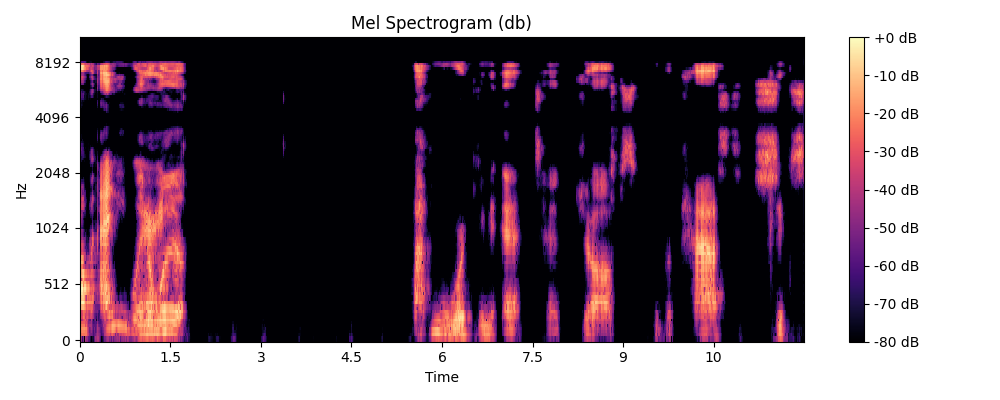 Mel Spectrogram (db)
8192
4096
2048
1024
512
0
Hz
0 1.5 3 4.5 6 7.5 9 10
Time
+0 dB
-10 dB
-20 dB
-30 dB
-40 dB
-50 dB
-60 dB
-70 dB
-80 dB